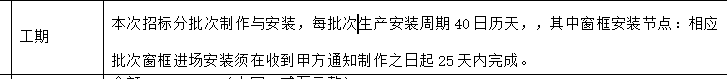 本次招标分批次制作与安装，每批次生产安装周期 40 日历天，，其中窗框安装节点：相应
工期
批次窗框进场安装须在收到甲方通知制作之日起 25 天内完成。